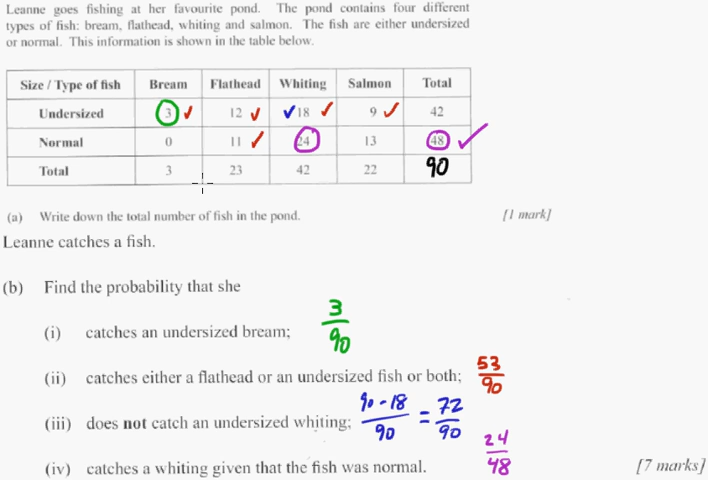 Leanne goes fishing at her favourite pond. The pond contains four different
types of fish: bream, flathead, whiting and salmon. The fish are either undersized
or normal. This information is shown in the table below.
Size / Type of fish Bream Flathead Whiting Salmon Total
Undersized 3 ✓ 12 ✓ ✓ 18 ✓ 9 ✓ 42
Normal 0 11 ✓ 24 13 48 ✓
Total 3 23 42 22 90
(a) Write down the total number of fish in the pond. [1 mark]
Leanne catches a fish.
(b) Find the probability that she
(i) catches an undersized bream; 3/90
(ii) catches either a flathead or an undersized fish or both; 53/90
(iii) does not catch an undersized whiting; 90-18/90 = 72/90
(iv) catches a whiting given that the fish was normal. 24/48 [7 marks]